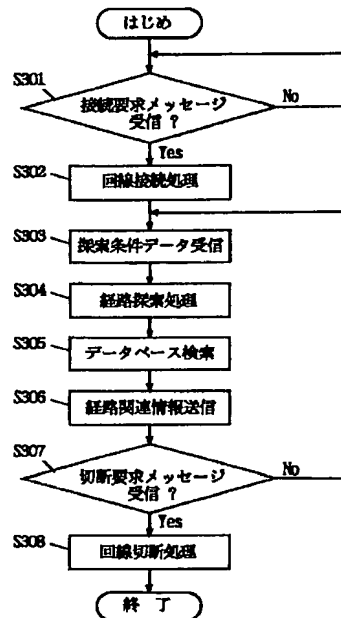 はじめ
S301
接続要求メッセージ
受信 ?
No
Yes
S302
回線接続処理
S303
探索条件データ受信
S304
経路探索処理
S305
データベース検索
S306
経路関連情報送信
S307
切断要求メッセージ
受信 ?
No
Yes
S308
回線切断処理
終 了